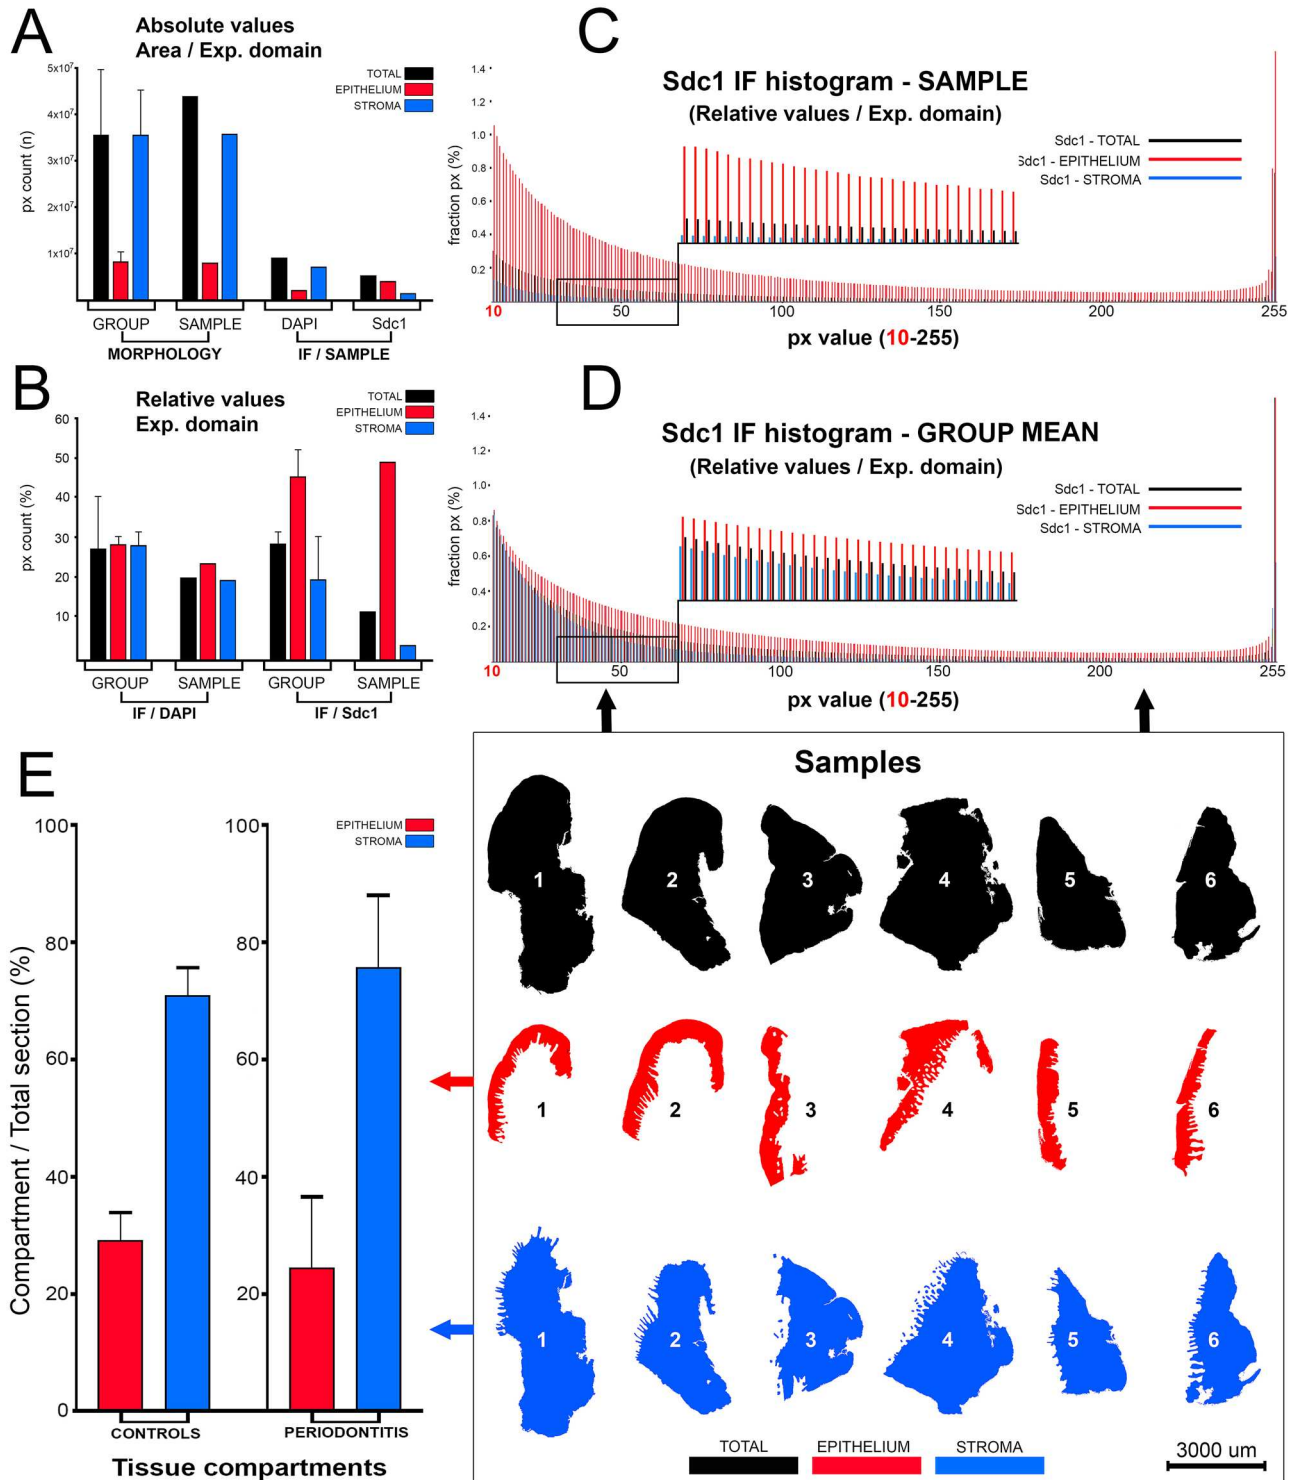 A
Absolute values
Area / Exp. domain
TOTAL
EPITHELIUM
STROMA
px count (n)
5x10⁷
4x10⁷
3x10⁷
2x10⁷
1x10⁷
GROUP SAMPLE DAPI Sdc1
MORPHOLOGY IF / SAMPLE
B
Relative values
Exp. domain
TOTAL
EPITHELIUM
STROMA
px count (%)
60
50
40
30
20
10
GROUP SAMPLE GROUP SAMPLE
IF / DAPI IF / Sdc1
C
Sdc1 IF histogram - SAMPLE
(Relative values / Exp. domain)
Sdc1 - TOTAL
Sdc1 - EPITHELIUM
Sdc1 - STROMA
fraction px (%)
1.4
1.2
1.0
0.8
0.6
0.4
0.2
10 50 100 150 200 255
px value (10-255)
D
Sdc1 IF histogram - GROUP MEAN
(Relative values / Exp. domain)
Sdc1 - TOTAL
Sdc1 - EPITHELIUM
Sdc1 - STROMA
fraction px (%)
1.4
1.2
1.0
0.8
0.6
0.4
0.2
10 50 100 150 200 255
px value (10-255)
E
EPITHELIUM
STROMA
Compartment / Total section (%)
100 100
80 80
60 60
40 40
20 20
0
CONTROLS PERIODONTITIS
Tissue compartments
Samples
1 2 3 4 5 6
1 2 3 4 5 6
1 2 3 4 5 6
TOTAL EPITHELIUM STROMA
3000 um